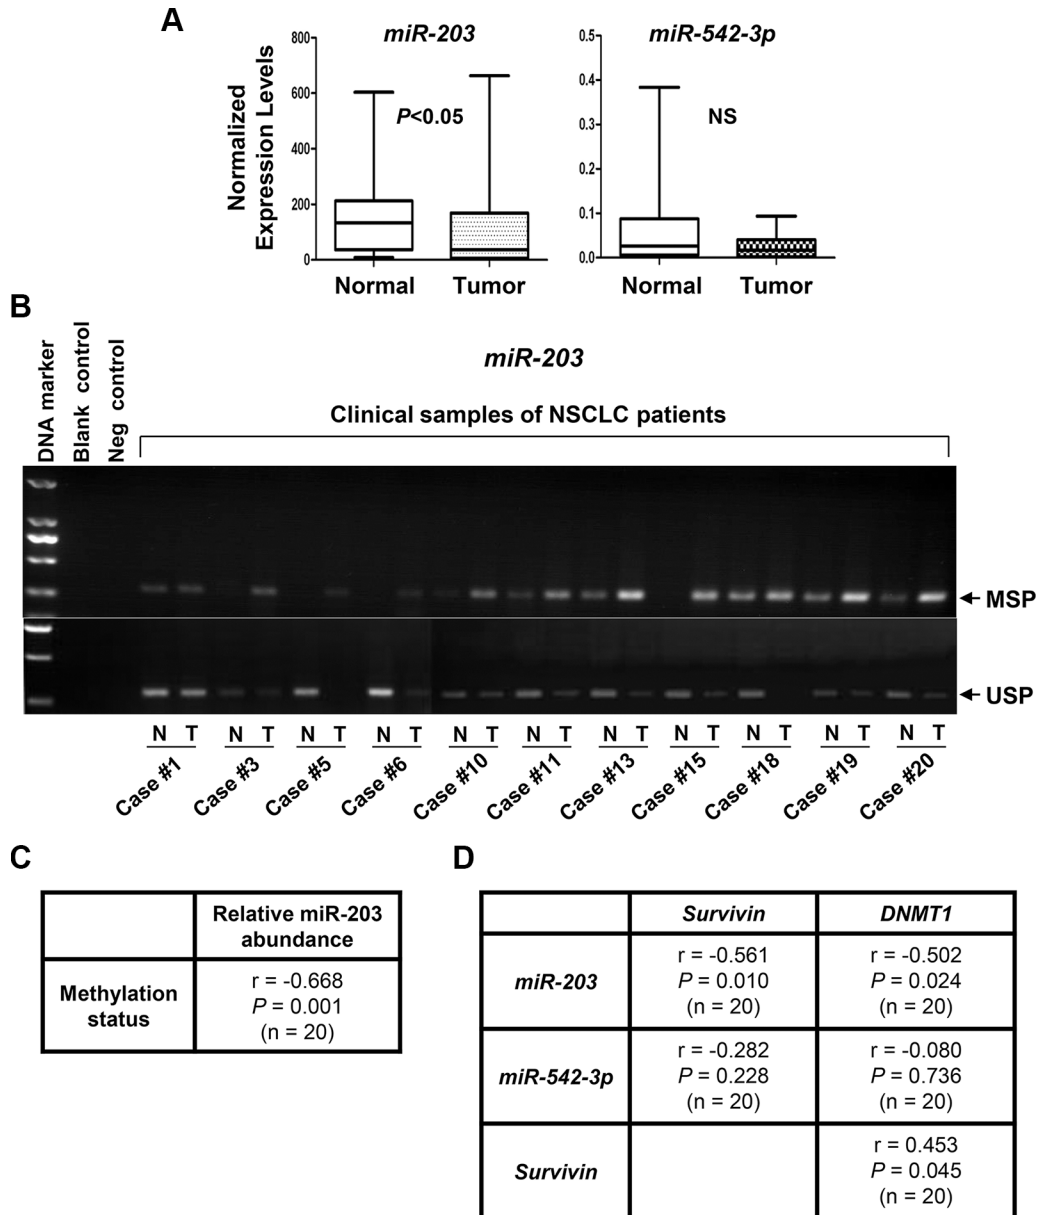 A
miR-203
miR-542-3p
Normalized
Expression Levels
800
600
400
200
0
P<0.05
Normal
Tumor
0.5
0.4
0.3
0.2
0.1
0.0
NS
Normal
Tumor
B
DNA marker
Blank control
Neg control
miR-203
Clinical samples of NSCLC patients
MSP
USP
N T N T N T N T N T N T N T N T N T N T N T
Case #1
Case #3
Case #5
Case #6
Case #10
Case #11
Case #13
Case #15
Case #18
Case #19
Case #20
C
Relative miR-203
abundance
Methylation
status
r = -0.668
P = 0.001
(n = 20)
D
Survivin
DNMT1
miR-203
r = -0.561
P = 0.010
(n = 20)
r = -0.502
P = 0.024
(n = 20)
miR-542-3p
r = -0.282
P = 0.228
(n = 20)
r = -0.080
P = 0.736
(n = 20)
Survivin
r = 0.453
P = 0.045
(n = 20)